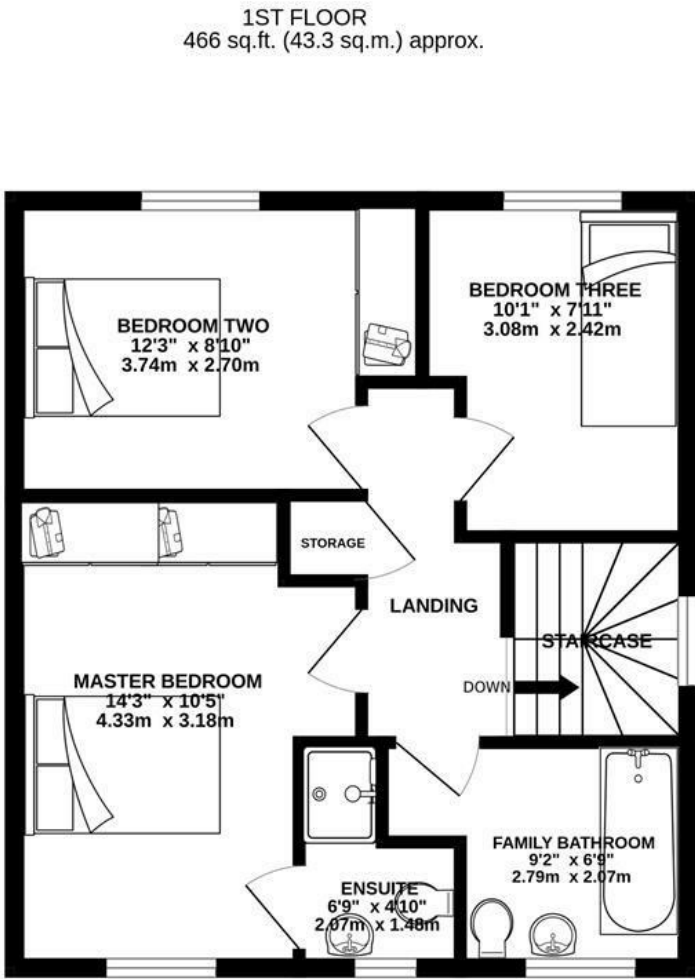 1ST FLOOR
466 sq.ft. (43.3 sq.m.) approx.
BEDROOM TWO
12'3" x 8'10"
3.74m x 2.70m
BEDROOM THREE
10'1" x 7'11"
3.08m x 2.42m
STORAGE
LANDING
STAIRCASE
DOWN
MASTER BEDROOM
14'3" x 10'5"
4.33m x 3.18m
FAMILY BATHROOM
9'2" x 6'9"
2.79m x 2.07m
ENSUITE
6'9" x 4'10"
2.07m x 1.48m